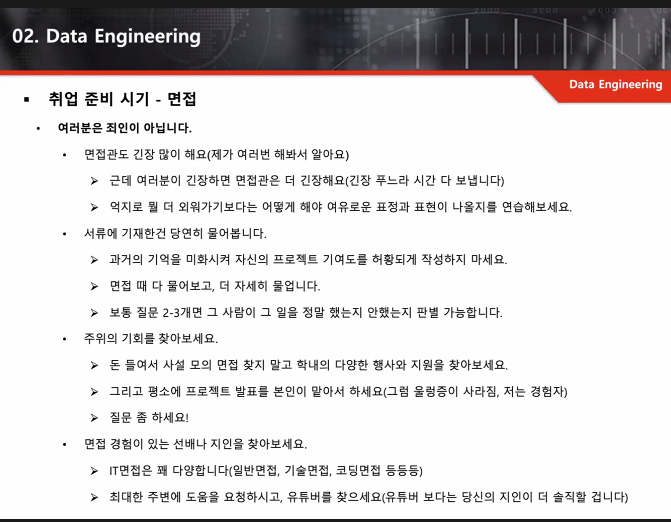 02. Data Engineering
Data Engineering
▪ 취업 준비 시기 - 면접
• 여러분은 죄인이 아닙니다.
• 면접관도 긴장 많이 해요(제가 여러번 해봐서 알아요)
➢ 근데 여러분이 긴장하면 면접관은 더 긴장해요(긴장 푸느라 시간 다 보냅니다)
➢ 억지로 뭘 더 외워가기보다는 어떻게 해야 여유로운 표정과 표현이 나올지를 연습해보세요.
• 서류에 기재한건 당연히 물어봅니다.
➢ 과거의 기억을 미화시켜 자신의 프로젝트 기여도를 허황되게 작성하지 마세요.
➢ 면접 때 다 물어보고, 더 자세히 물업니다.
➢ 보통 질문 2-3개면 그 사람이 그 일을 정말 했는지 안했는지 판별 가능합니다.
• 주위의 기회를 찾아보세요.
➢ 돈 들여서 사설 모의 면접 찾지 말고 학내의 다양한 행사와 지원을 찾아보세요.
➢ 그리고 평소에 프로젝트 발표를 본인이 맡아서 하세요(그럼 울렁증이 사라짐, 저는 경험자)
➢ 질문 좀 하세요!
• 면접 경험이 있는 선배나 지인을 찾아보세요.
➢ IT면접은 꽤 다양합니다(일반면접, 기술면접, 코딩면접 등등등)
➢ 최대한 주변에 도움을 요청하시고, 유튜버를 찾으세요(유튜버 보다는 당신의 지인이 더 솔직할 겁니다)